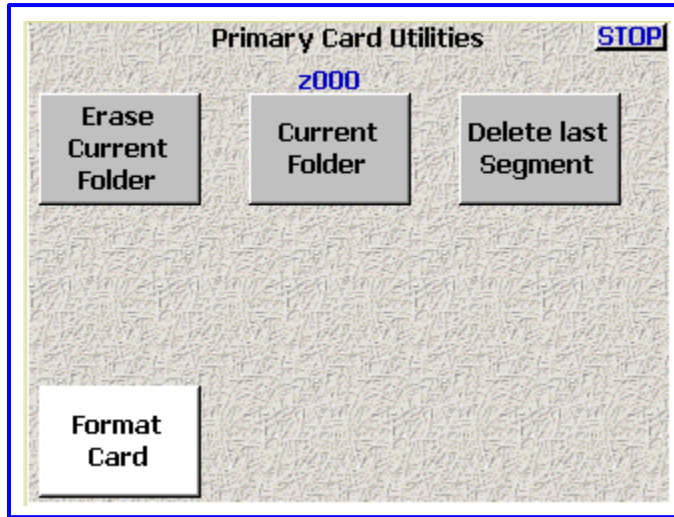 Primary Card Utilities
STOP
z000
Erase
Current
Folder
Current
Folder
Delete last
Segment
Format
Card